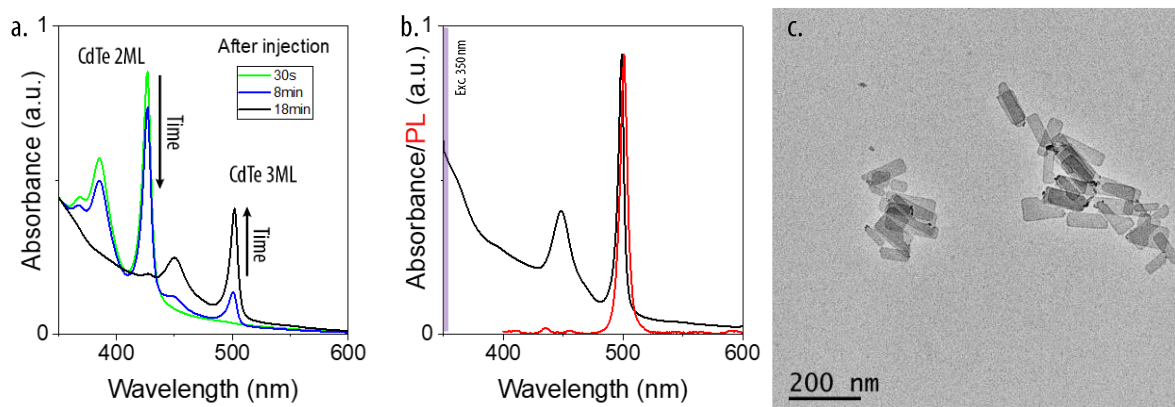 a.
1
0
Absorbance (a.u.)
CdTe 2ML
After injection
30s
8min
18min
Time
CdTe 3ML
Time
400
500
600
Wavelength (nm)
b.
1
0
Absorbance/PL (a.u.)
Exc. 350 nm
400
500
600
Wavelength (nm)
c.
200 nm